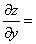 ∂z/∂y =